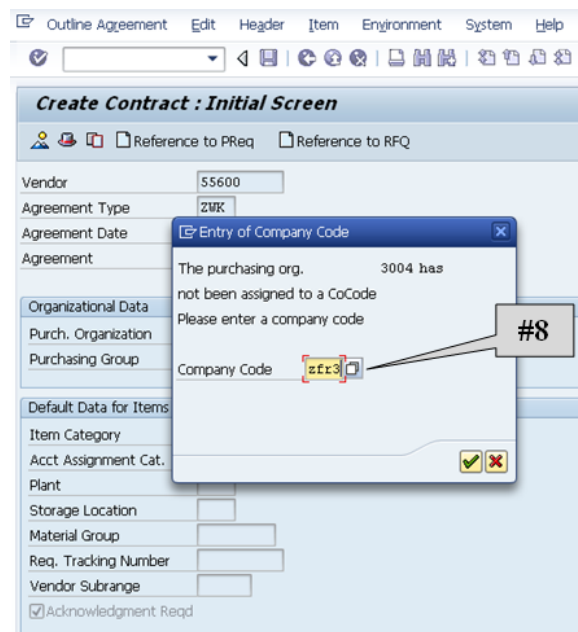 Outline Agreement Edit Header Item Environment System Help
Create Contract : Initial Screen
Reference to PReq Reference to RFQ
Vendor 55600
Agreement Type ZWK
Agreement Date
Agreement
Entry of Company Code
The purchasing org. 3004 has
not been assigned to a CoCode
Please enter a company code
Company Code zfr3
#8
Organizational Data
Purch. Organization
Purchasing Group
Default Data for Items
Item Category
Acct Assignment Cat.
Plant
Storage Location
Material Group
Req. Tracking Number
Vendor Subrange
Acknowledgment Reqd